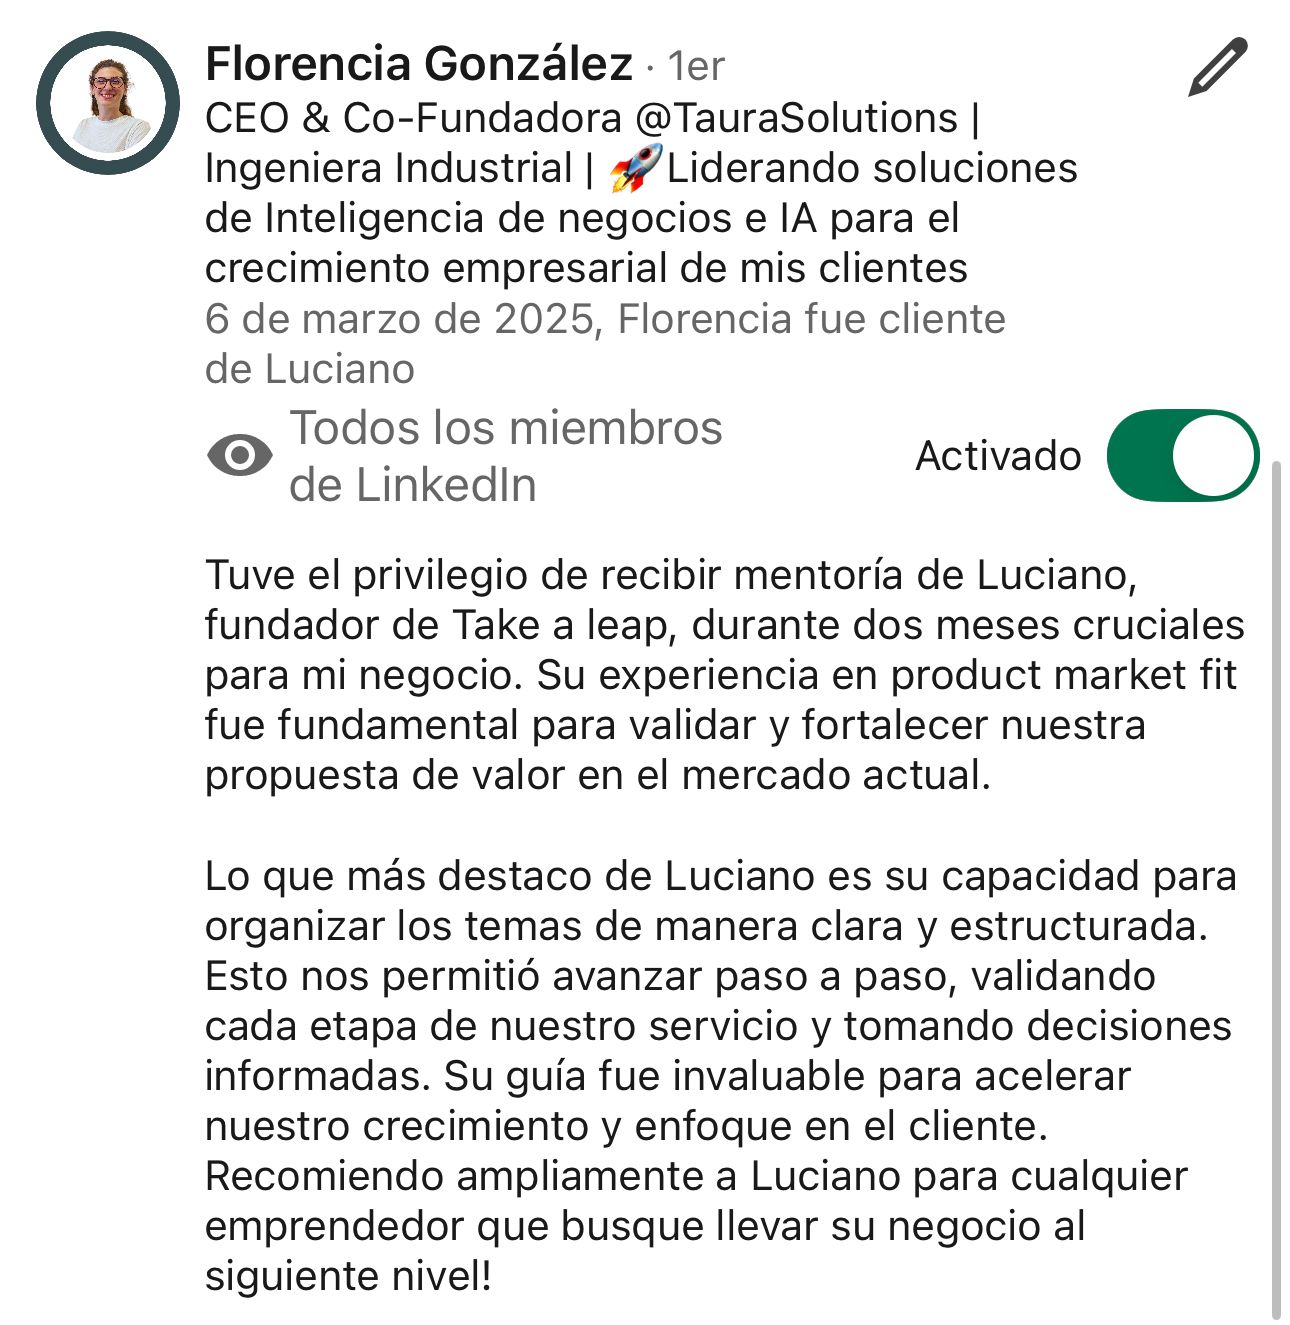 Florencia González · 1er
CEO & Co-Fundadora @TauraSolutions |
Ingeniera Industrial | 🚀Liderando soluciones
de Inteligencia de negocios e IA para el
crecimiento empresarial de mis clientes
6 de marzo de 2025, Florencia fue cliente
de Luciano
Todos los miembros
de LinkedIn
Activado
Tuve el privilegio de recibir mentoría de Luciano,
fundador de Take a leap, durante dos meses cruciales
para mi negocio. Su experiencia en product market fit
fue fundamental para validar y fortalecer nuestra
propuesta de valor en el mercado actual.
Lo que más destaco de Luciano es su capacidad para
organizar los temas de manera clara y estructurada.
Esto nos permitió avanzar paso a paso, validando
cada etapa de nuestro servicio y tomando decisiones
informadas. Su guía fue invaluable para acelerar
nuestro crecimiento y enfoque en el cliente.
Recomiendo ampliamente a Luciano para cualquier
emprendedor que busque llevar su negocio al
siguiente nivel!